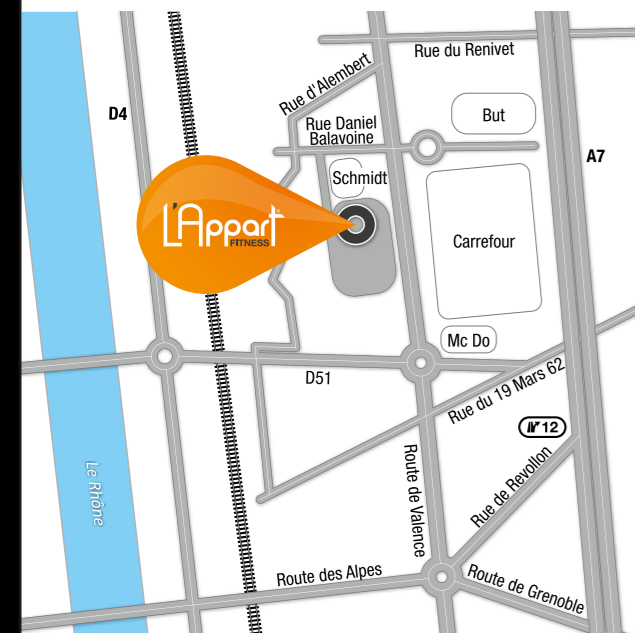 Rue du Renivet
Rue d'Alembert
D4
But
Rue Daniel
Balavoine
A7
Schmidt
L'Appart
FITNESS
Carrefour
Mc Do
D51
Rue du 19 Mars 62
12
Le Rhône
Route de Valence
Rue de Revollon
Route des Alpes
Route de Grenoble